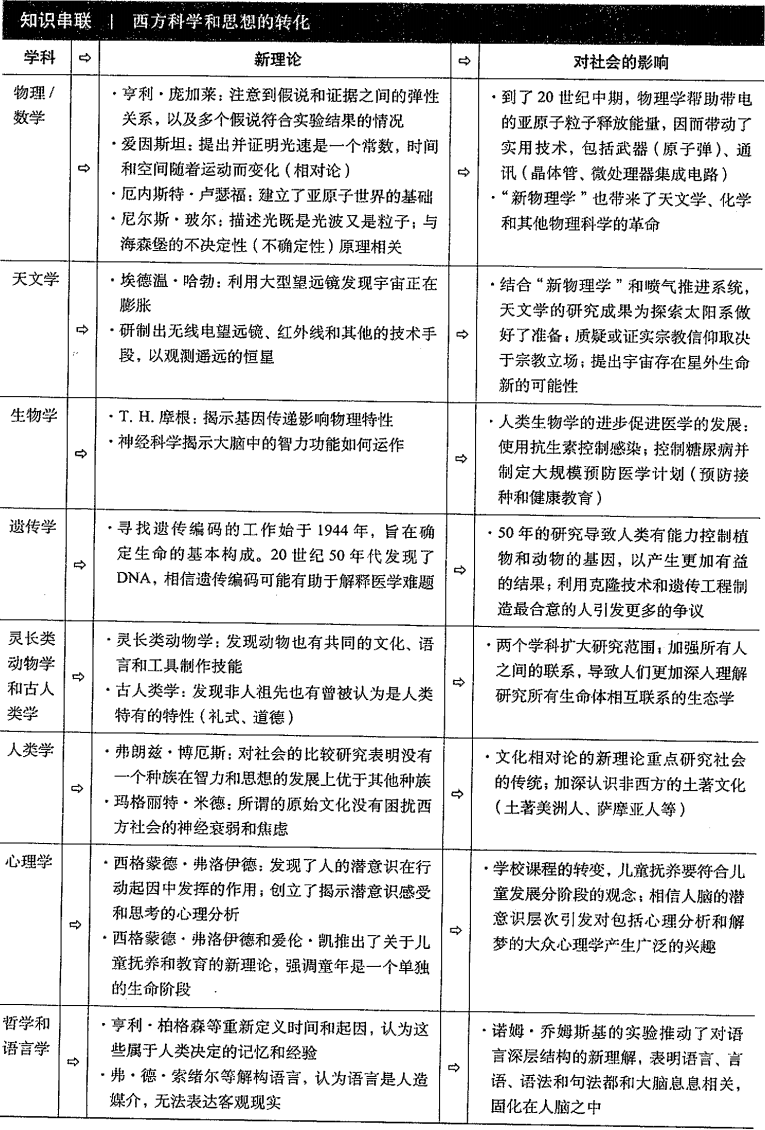 知识串联 | 西方科学和思想的转化
学科 ⇨ 新理论 ⇨ 对社会的影响
物理/
数学
⇨
·亨利·庞加莱:注意到假说和证据之间的弹性
关系,以及多个假说符合实验结果的情况
·爱因斯坦:提出并证明光速是一个常数,时间
和空间随着运动而变化(相对论)
·厄内斯特·卢瑟福:建立了亚原子世界的基础
·尼尔斯·玻尔:描述光既是光波又是粒子;与
海森堡的不决定性(不确定性)原理相关
⇨
·到了20世纪中期,物理学帮助带电
的亚原子粒子释放能量,因而带动了
实用技术,包括武器(原子弹)、通
讯(晶体管、微处理器集成电路)
·“新物理学”也带来了天文学、化学
和其他物理科学的革命
天文学
⇨
·埃德温·哈勃:利用大型望远镜发现宇宙正在
膨胀
·研制出无线电望远镜、红外线和其他的技术手
段,以观测遥远的恒星
⇨
·结合“新物理学”和喷气推进系统,
天文学的研究成果为探索太阳系做
好了准备;质疑或证实宗教信仰取决
于宗教立场;提出宇宙存在星外生命
新的可能性
生物学
⇨
·T. H. 摩根:揭示基因传递影响物理特性
·神经科学揭示大脑中的智力功能如何运作
⇨
·人类生物学的进步促进医学的发展:
使用抗生素控制感染;控制糖尿病并
制定大规模预防医学计划(预防接
种和健康教育)
遗传学
⇨
·寻找遗传编码的工作始于1944年,旨在确
定生命的基本构成。20世纪50年代发现了
DNA,相信遗传编码可能有助于解释医学难题
⇨
·50年的研究导致人类有能力控制植
物和动物的基因,以产生更加有益
的结果;利用克隆技术和遗传工程制
造最合意的人引发更多的争议
灵长类
动物学
和古人
类学
⇨
·灵长类动物学:发现动物也有共同的文化、语
言和工具制作技能
·古人类学:发现非人祖先也有曾被认为是人类
特有的特性(礼式、道德)
⇨
·两个学科扩大研究范围;加强所有人
之间的联系,导致人们更加深入理解
研究所有生命体相互联系的生态学
人类学
⇨
·弗朗兹·博厄斯:对社会的比较研究表明没有
一个种族在智力和思想的发展上优于其他种族
·玛格丽特·米德:所谓的原始文化没有困扰西
方社会的神经衰弱和焦虑
⇨
·文化相对论的新理论重点研究社会
的传统;加深认识非西方的土著文化
(土著美洲人、萨摩亚人等)
心理学
⇨
·西格蒙德·弗洛伊德:发现了人的潜意识在行
动起因中发挥的作用;创立了揭示潜意识感受
和思考的心理分析
·西格蒙德·弗洛伊德和爱伦·凯推出了关于儿
童抚养和教育的新理论,强调童年是一个单独
的生命阶段
⇨
·学校课程的转变,儿童抚养要符合儿
童发展分阶段的观念;相信人脑的潜
意识层次引发对包括心理分析和解
梦的大众心理学产生广泛的兴趣
哲学和
语言学
⇨
·亨利·柏格森等重新定义时间和起因,认为这
些属于人类决定的记忆和经验
·弗·德·索绪尔等解构语言,认为语言是人造
媒介,无法表达客观现实
⇨
·诺姆·乔姆斯基的实验推动了对语
言深层结构的新理解,表明语言、言
语、语法和句法都和大脑息息相关,
固化在人脑之中